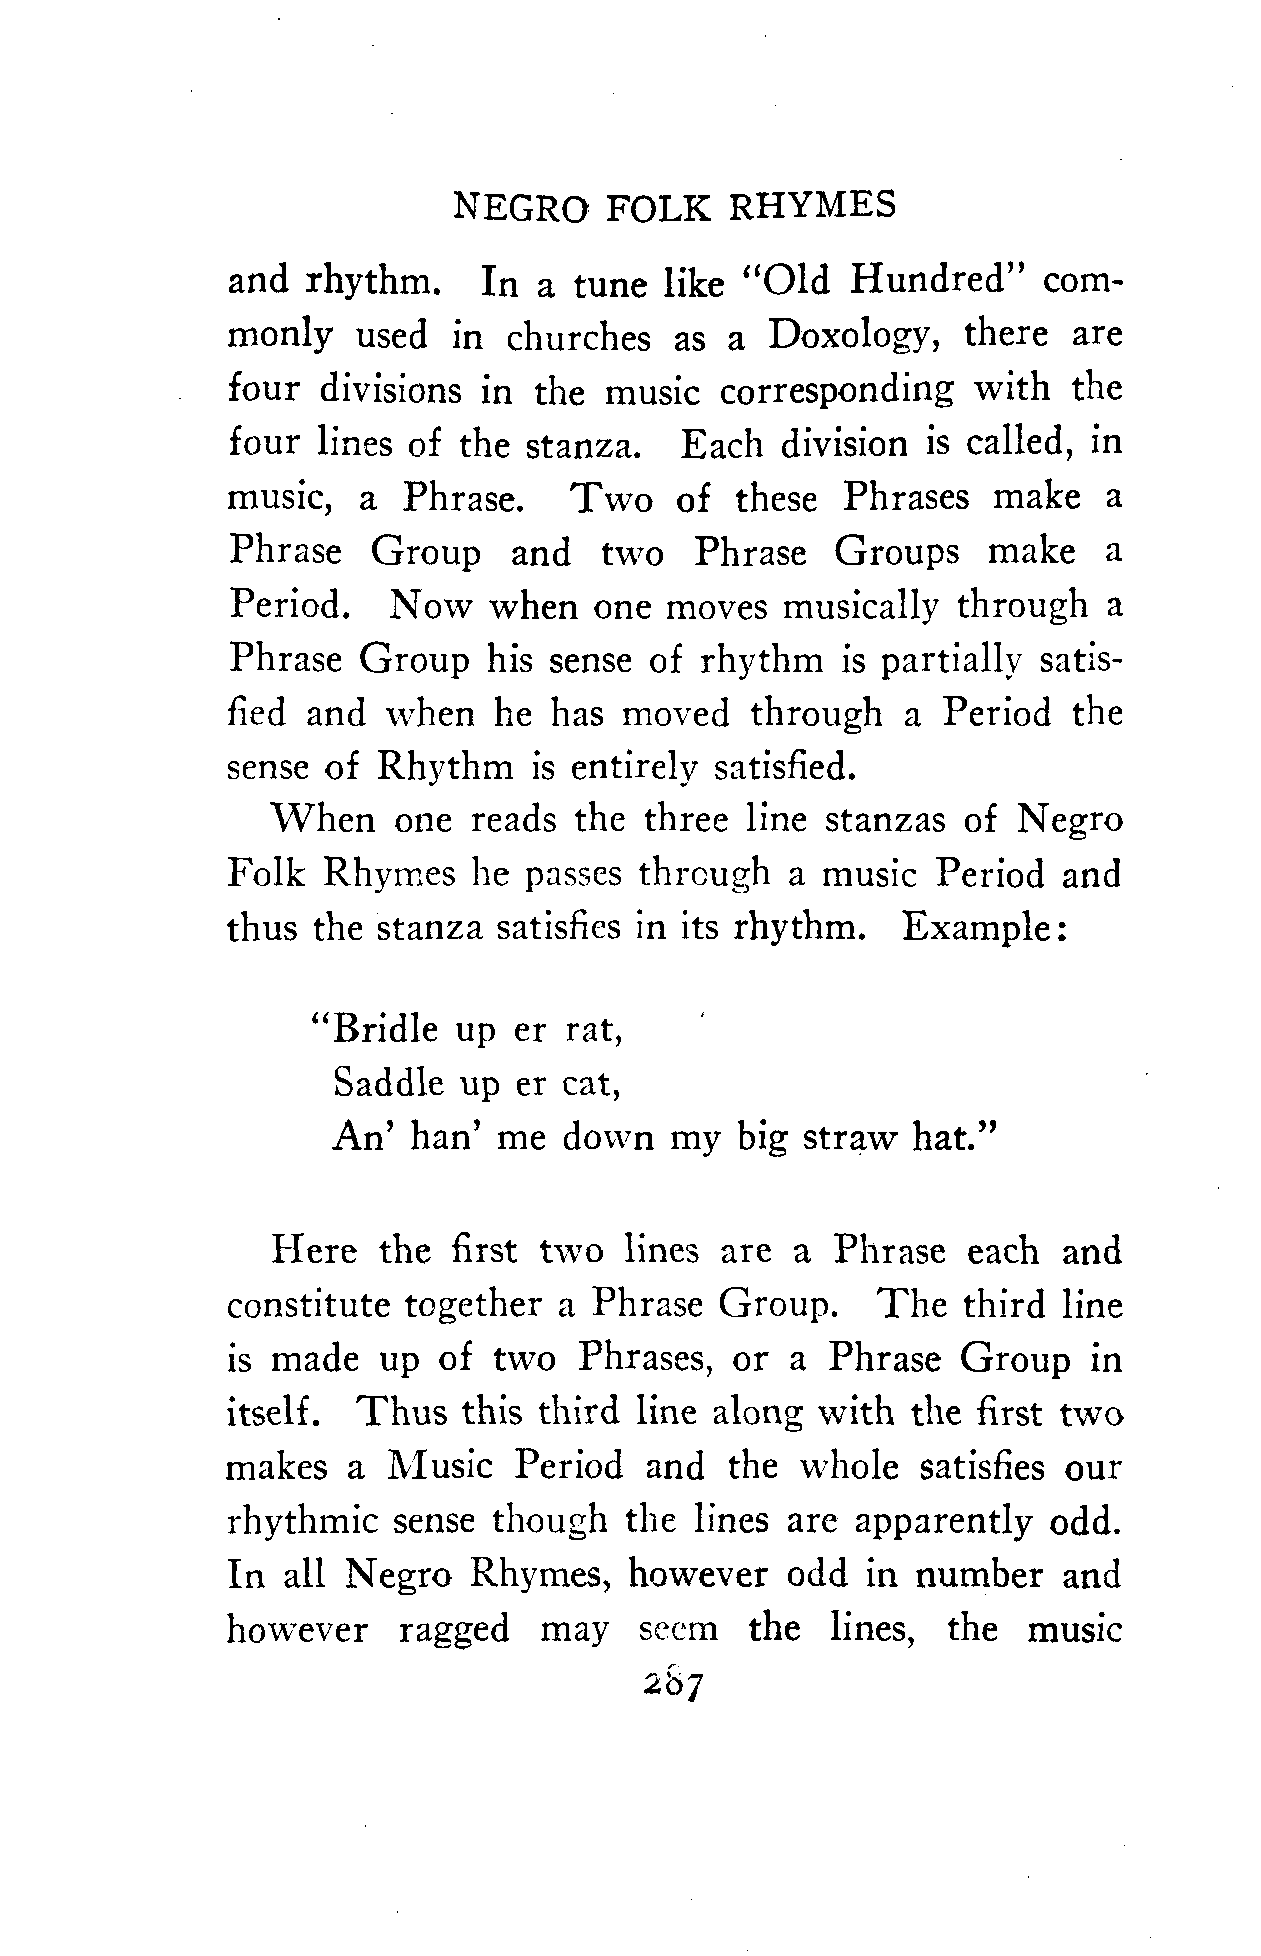 NEGRO FOLK RHYMES
and rhythm. In a tune like "Old Hundred" com-
monly used in churches as a Doxology, there are
four divisions in the music corresponding with the
four lines of the stanza. Each division is called, in
music, a Phrase. Two of these Phrases make a
Phrase Group and two Phrase Groups make a
Period. Now when one moves musically through a
Phrase Group his sense of rhythm is partially satis-
fied and when he has moved through a Period the
sense of Rhythm is entirely satisfied.
When one reads the three line stanzas of Negro
Folk Rhymes he passes through a music Period and
thus the stanza satisfies in its rhythm. Example:
"Bridle up er rat,
Saddle up er cat,
An' han' me down my big straw hat."
Here the first two lines are a Phrase each and
constitute together a Phrase Group. The third line
is made up of two Phrases, or a Phrase Group in
itself. Thus this third line along with the first two
makes a Music Period and the whole satisfies our
rhythmic sense though the lines are apparently odd.
In all Negro Rhymes, however odd in number and
however ragged may seem the lines, the music
287